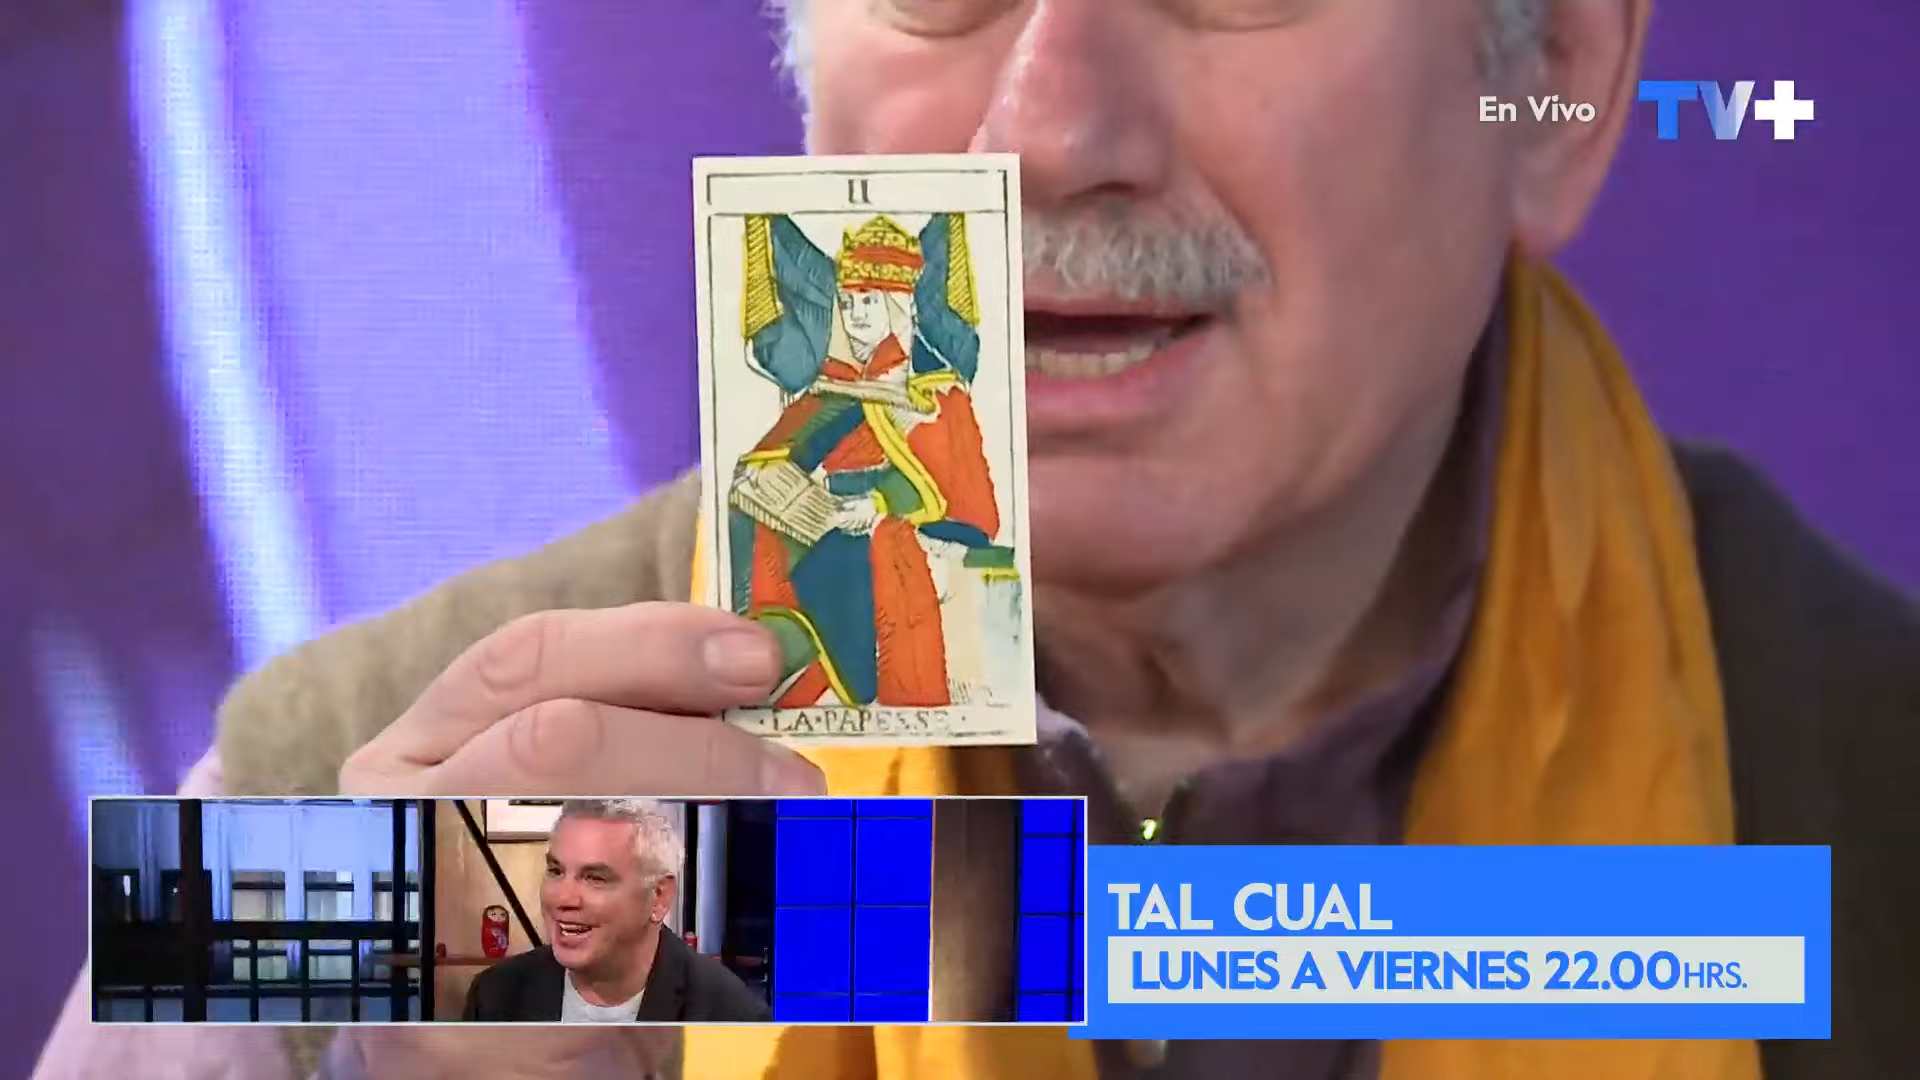 En Vivo TV+
II
LA•PAPESSE•
TAL CUAL
LUNES A VIERNES 22.00HRS.